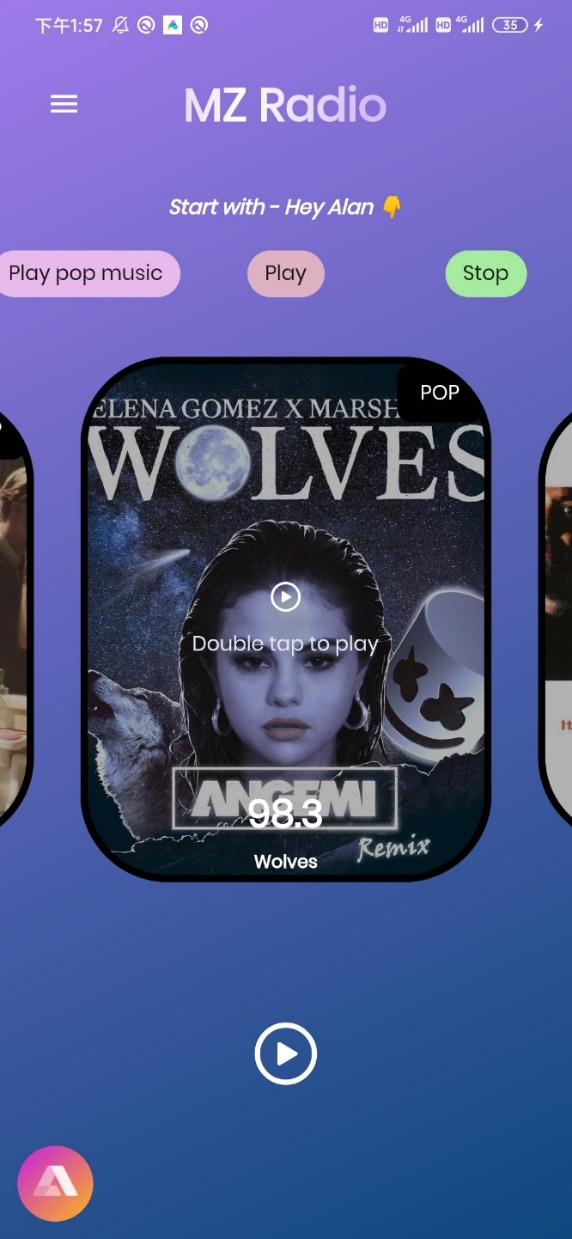 下午1:57 HD 4G HD 4G 35
MZ Radio
Start with - Hey Alan 👇
Play pop music Play Stop
POP
ELENA GOMEZ X MARSH
WOLVES
Double tap to play
ANGEMI
98.3
Remix
Wolves
It